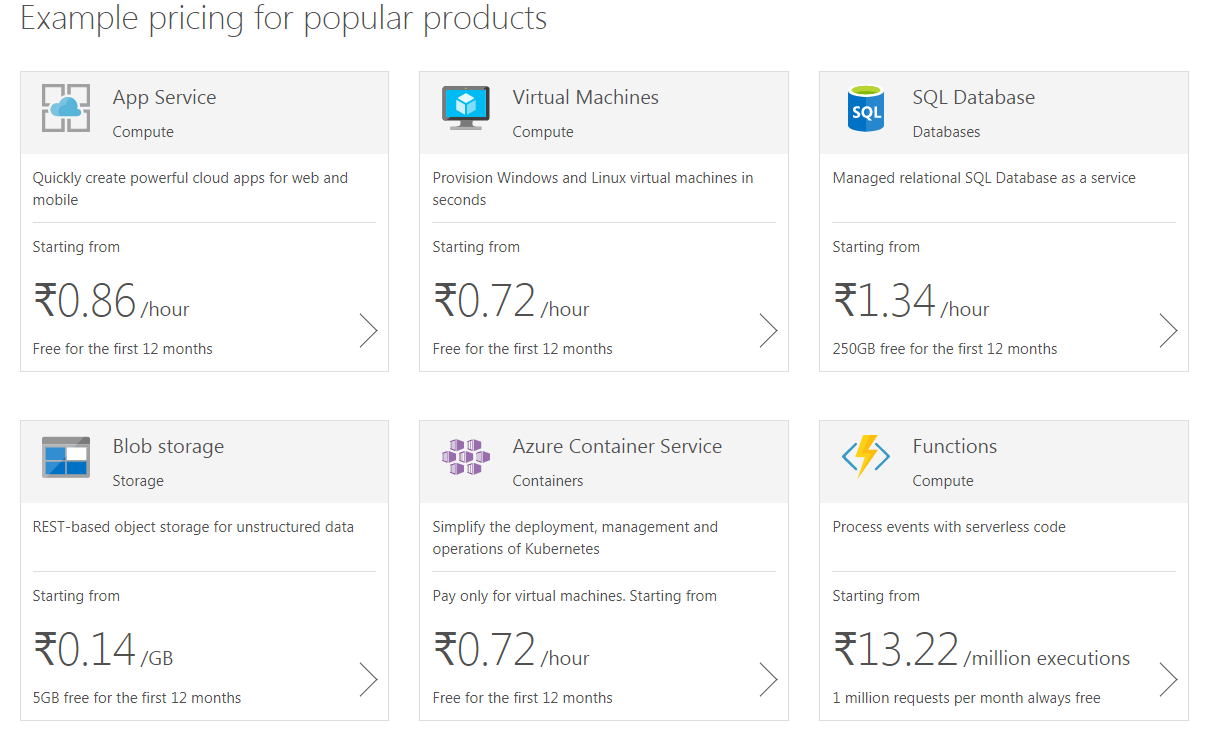 Example pricing for popular products
App Service
Compute
Quickly create powerful cloud apps for web and
mobile
Starting from
₹0.86 /hour
Free for the first 12 months
Virtual Machines
Compute
Provision Windows and Linux virtual machines in
seconds
Starting from
₹0.72 /hour
Free for the first 12 months
SQL
SQL Database
Databases
Managed relational SQL Database as a service
Starting from
₹1.34 /hour
250GB free for the first 12 months
Blob storage
Storage
REST-based object storage for unstructured data
Starting from
₹0.14 /GB
5GB free for the first 12 months
Azure Container Service
Containers
Simplify the deployment, management and
operations of Kubernetes
Pay only for virtual machines. Starting from
₹0.72 /hour
Free for the first 12 months
Functions
Compute
Process events with serverless code
Starting from
₹13.22 /million executions
1 million requests per month always free